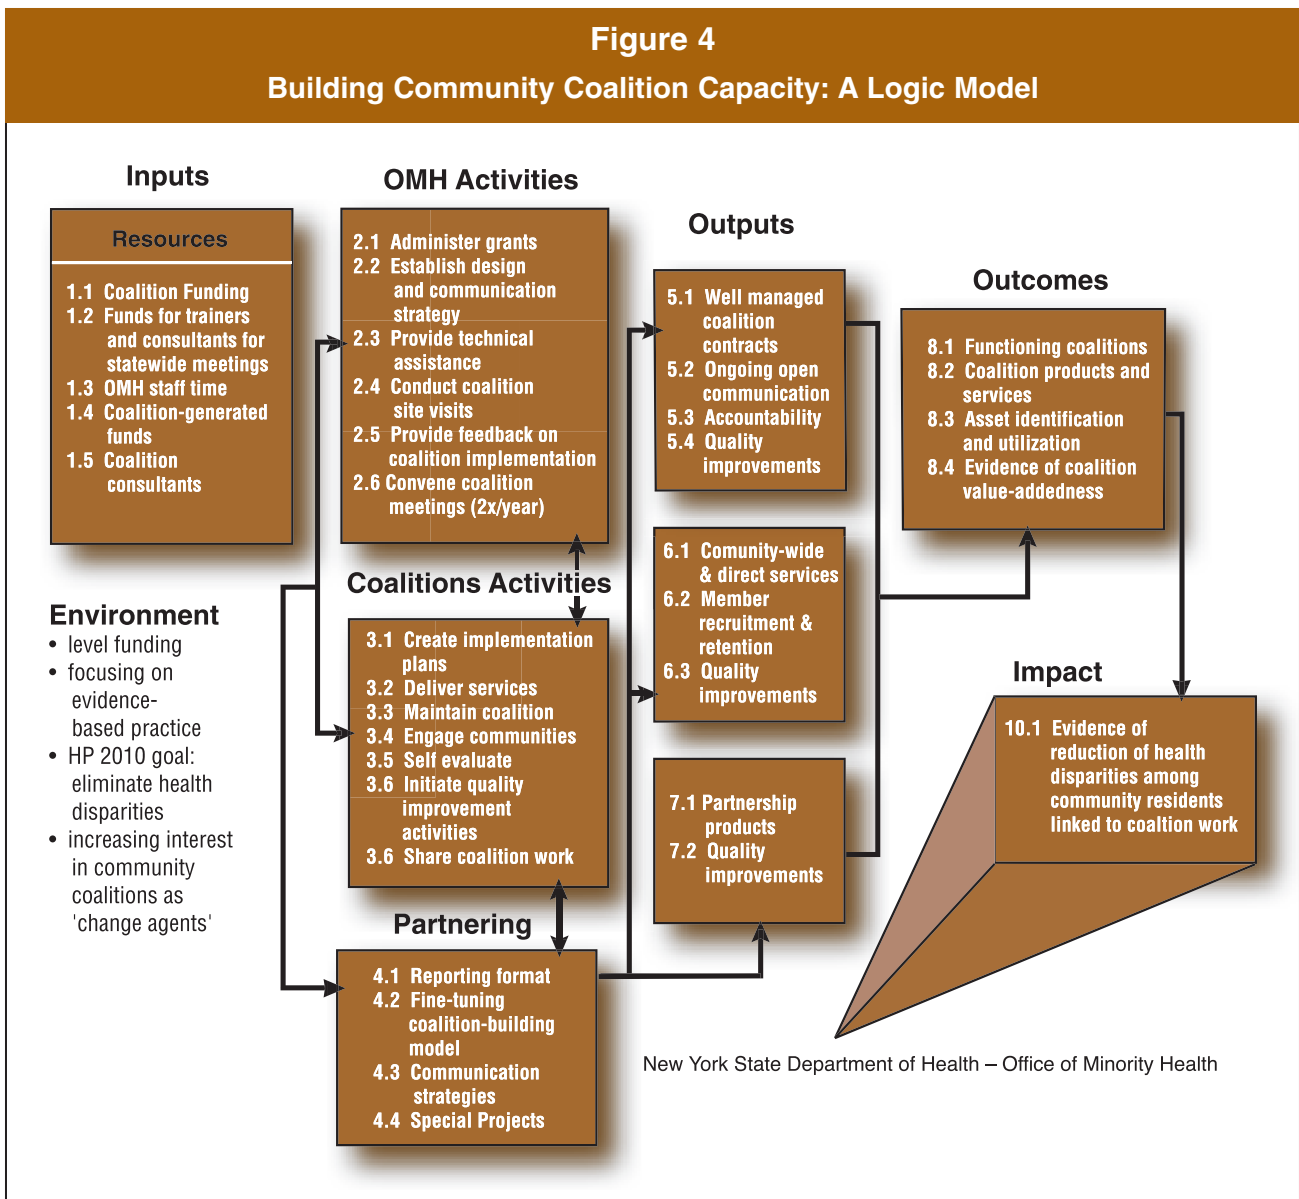 Figure 4
Building Community Coalition Capacity: A Logic Model
Inputs
Resources
1.1 Coalition Funding
1.2 Funds for trainers
and consultants for
statewide meetings
1.3 OMH staff time
1.4 Coalition-generated
funds
1.5 Coalition
consultants
Environment
• level funding
• focusing on
evidence-
based practice
• HP 2010 goal:
eliminate health
disparities
• increasing interest
in community
coalitions as
'change agents'
OMH Activities
2.1 Administer grants
2.2 Establish design
and communication
strategy
2.3 Provide technical
assistance
2.4 Conduct coalition
site visits
2.5 Provide feedback on
coalition implementation
2.6 Convene coalition
meetings (2x/year)
Coalitions Activities
3.1 Create implementation
plans
3.2 Deliver services
3.3 Maintain coalition
3.4 Engage communities
3.5 Self evaluate
3.6 Initiate quality
improvement
activities
3.6 Share coalition work
Partnering
4.1 Reporting format
4.2 Fine-tuning
coalition-building
model
4.3 Communication
strategies
4.4 Special Projects
Outputs
5.1 Well managed
coalition
contracts
5.2 Ongoing open
communication
5.3 Accountability
5.4 Quality
improvements
6.1 Comunity-wide
& direct services
6.2 Member
recruitment &
retention
6.3 Quality
improvements
7.1 Partnership
products
7.2 Quality
improvements
Outcomes
8.1 Functioning coalitions
8.2 Coalition products and
services
8.3 Asset identification
and utilization
8.4 Evidence of coalition
value-addedness
Impact
10.1 Evidence of
reduction of health
disparities among
community residents
linked to coaltion work
New York State Department of Health – Office of Minority Health